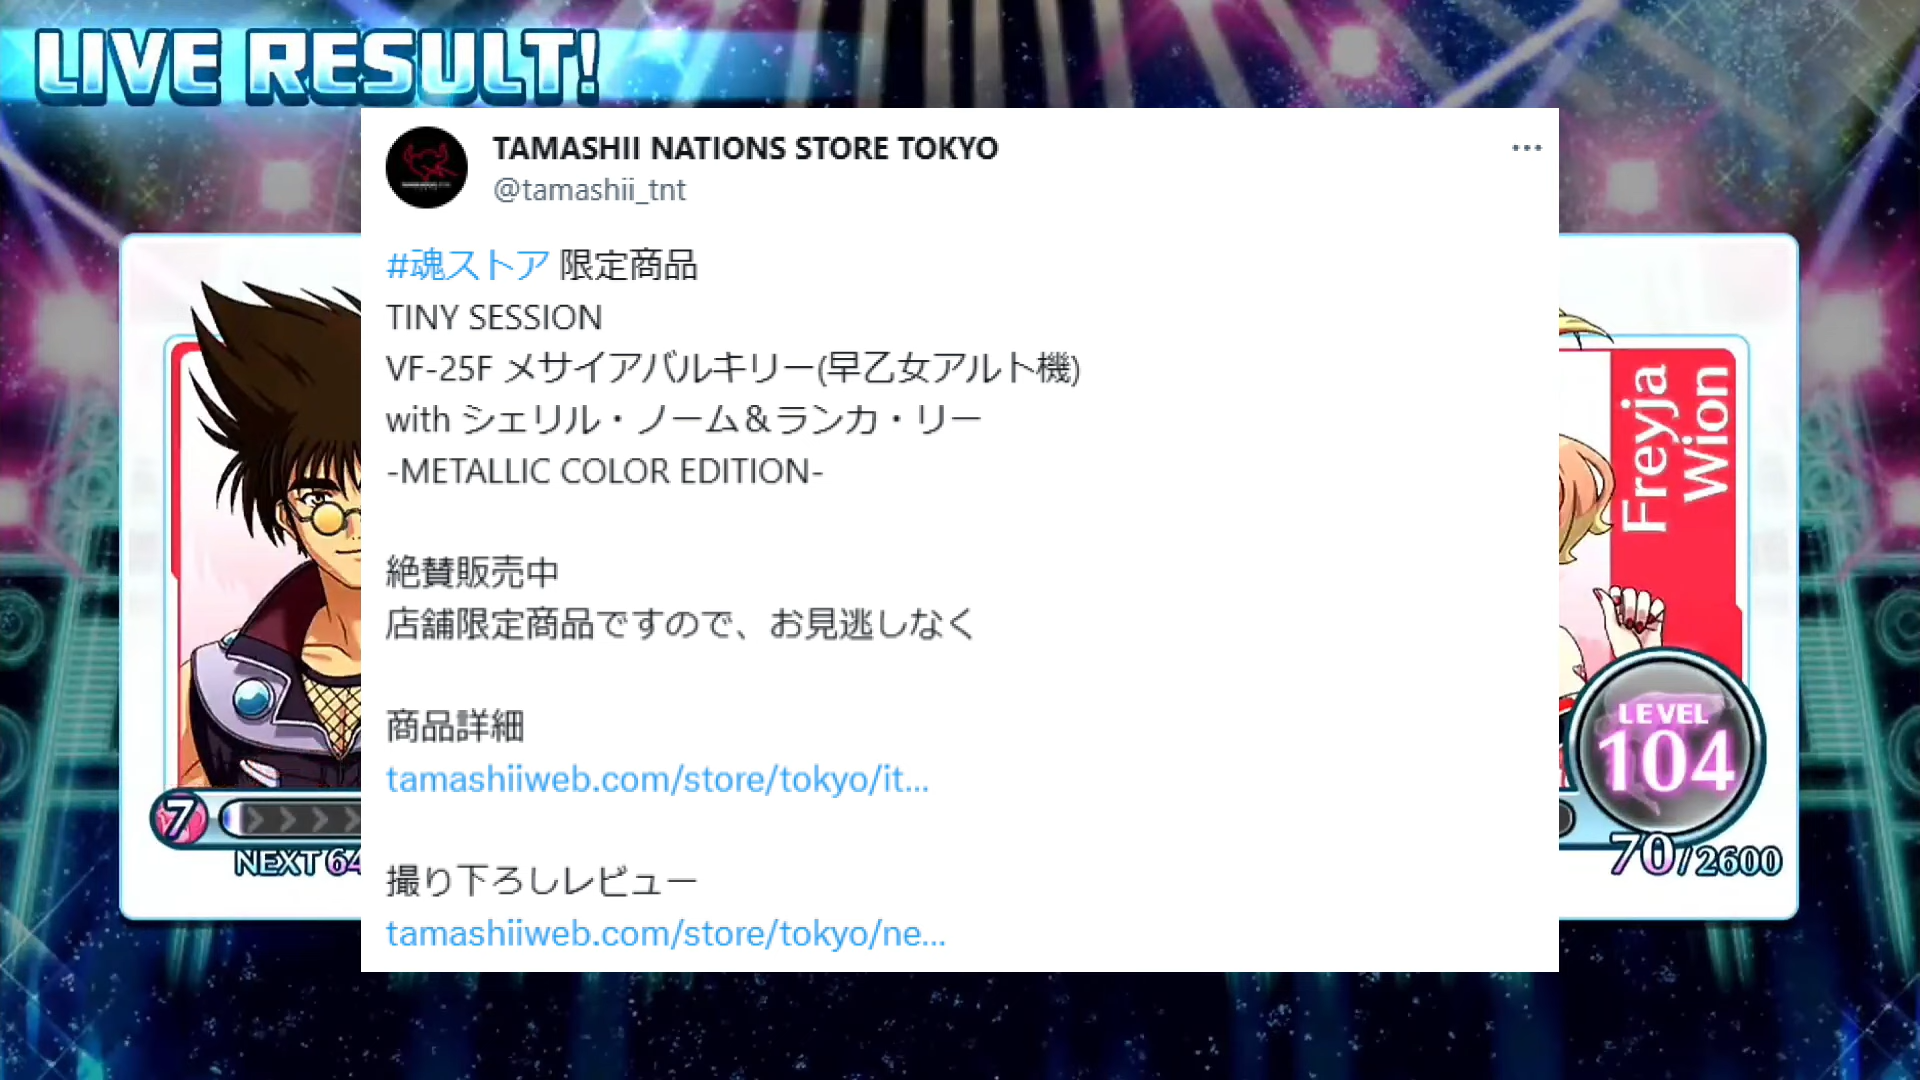 LIVE RESULT!
TAMASHII NATIONS STORE TOKYO
@tamashii_tnt
#魂ストア 限定商品
TINY SESSION
VF-25F メサイアバルキリー(早乙女アルト機)
with シェリル・ノーム＆ランカ・リー
-METALLIC COLOR EDITION-
絶賛販売中
店舗限定商品ですので、お見逃しなく
商品詳細
tamashiiweb.com/store/tokyo/it...
撮り下ろしレビュー
tamashiiweb.com/store/tokyo/ne...
Freyja
Wion
LEVEL
104
70/2600
7
NEXT 64